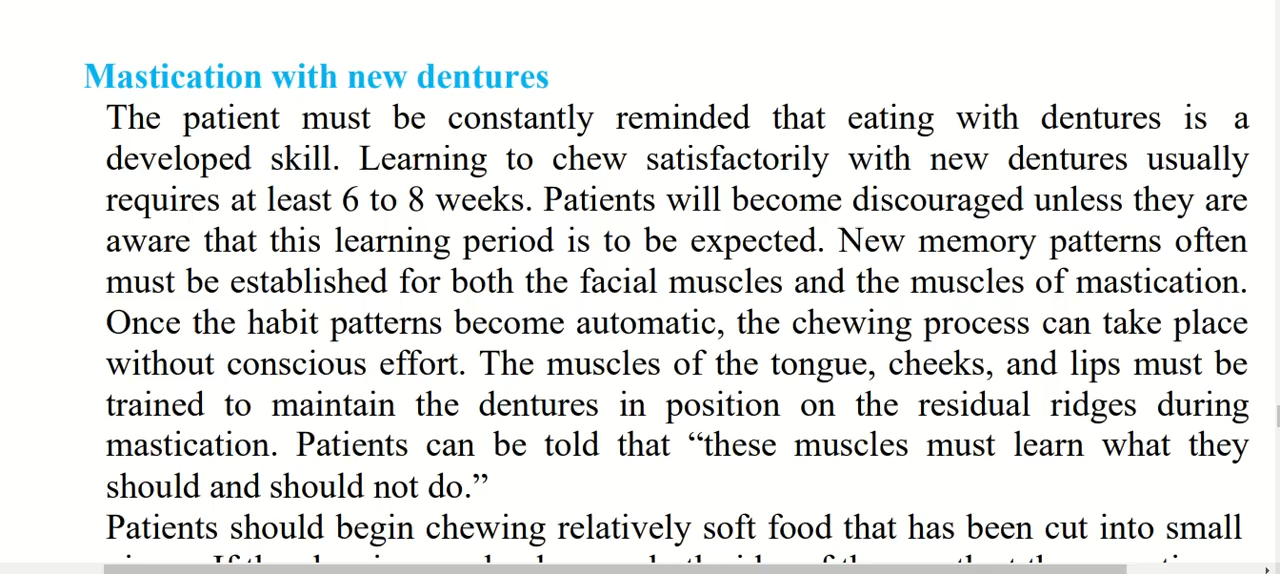 Mastication with new dentures
The patient must be constantly reminded that eating with dentures is a
developed skill. Learning to chew satisfactorily with new dentures usually
requires at least 6 to 8 weeks. Patients will become discouraged unless they are
aware that this learning period is to be expected. New memory patterns often
must be established for both the facial muscles and the muscles of mastication.
Once the habit patterns become automatic, the chewing process can take place
without conscious effort. The muscles of the tongue, cheeks, and lips must be
trained to maintain the dentures in position on the residual ridges during
mastication. Patients can be told that “these muscles must learn what they
should and should not do.”
Patients should begin chewing relatively soft food that has been cut into small